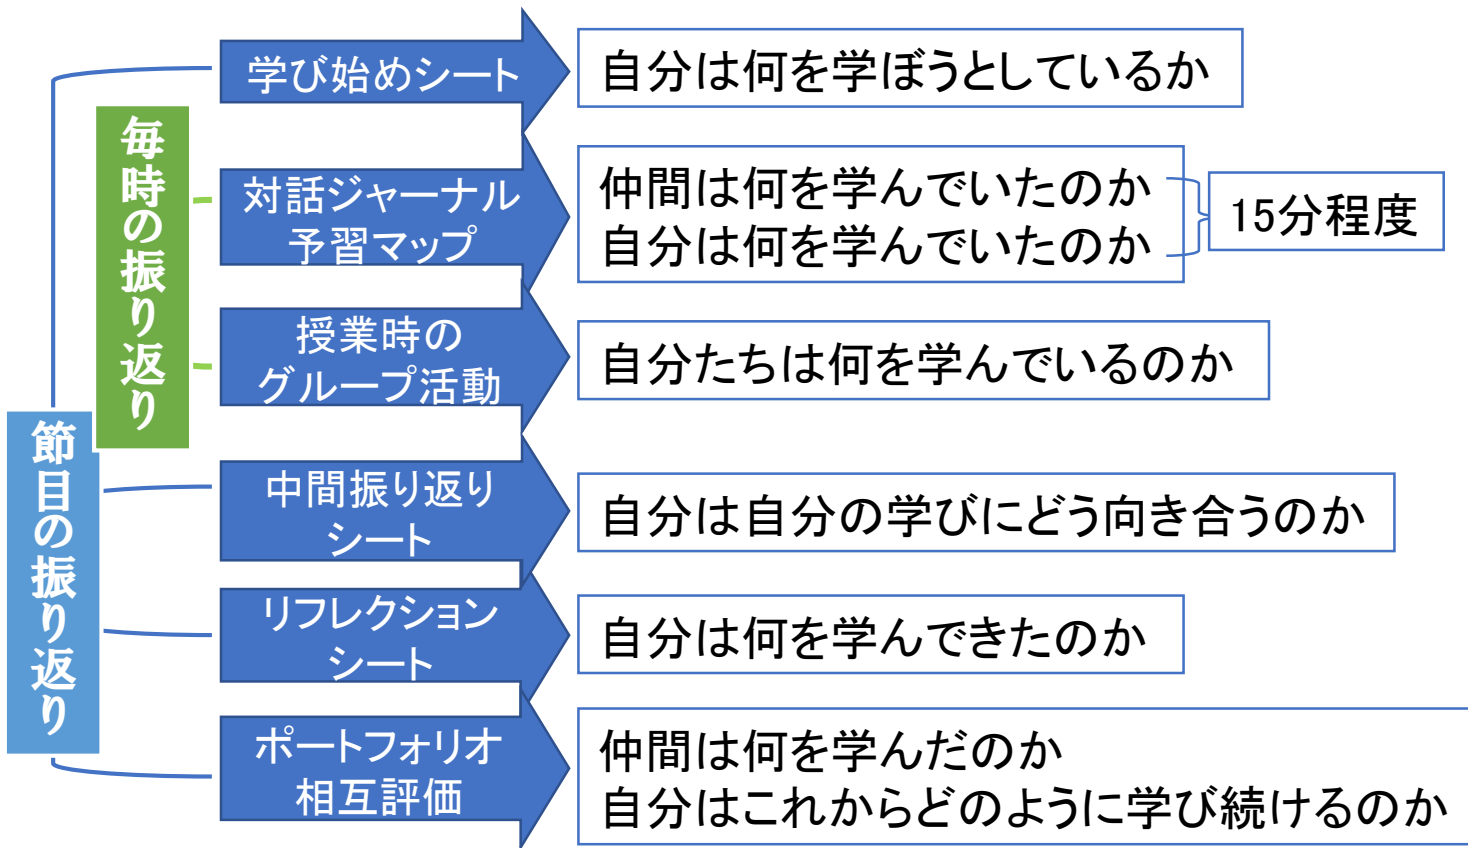 学び始めシート
自分は何を学ぼうとしているか
毎時の振り返り
対話ジャーナル
予習マップ
仲間は何を学んでいたのか
自分は何を学んでいたのか
15分程度
授業時の
グループ活動
自分たちは何を学んでいるのか
節目の振り返り
中間振り返り
シート
自分は自分の学びにどう向き合うのか
リフレクション
シート
自分は何を学んできたのか
ポートフォリオ
相互評価
仲間は何を学んだのか
自分はこれからどのように学び続けるのか